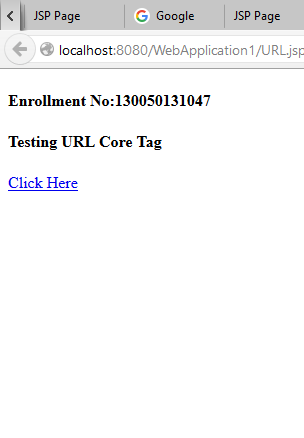 JSP Page
Google
JSP Page
localhost:8080/WebApplication1/URL.jsp
Enrollment No:130050131047
Testing URL Core Tag
Click Here